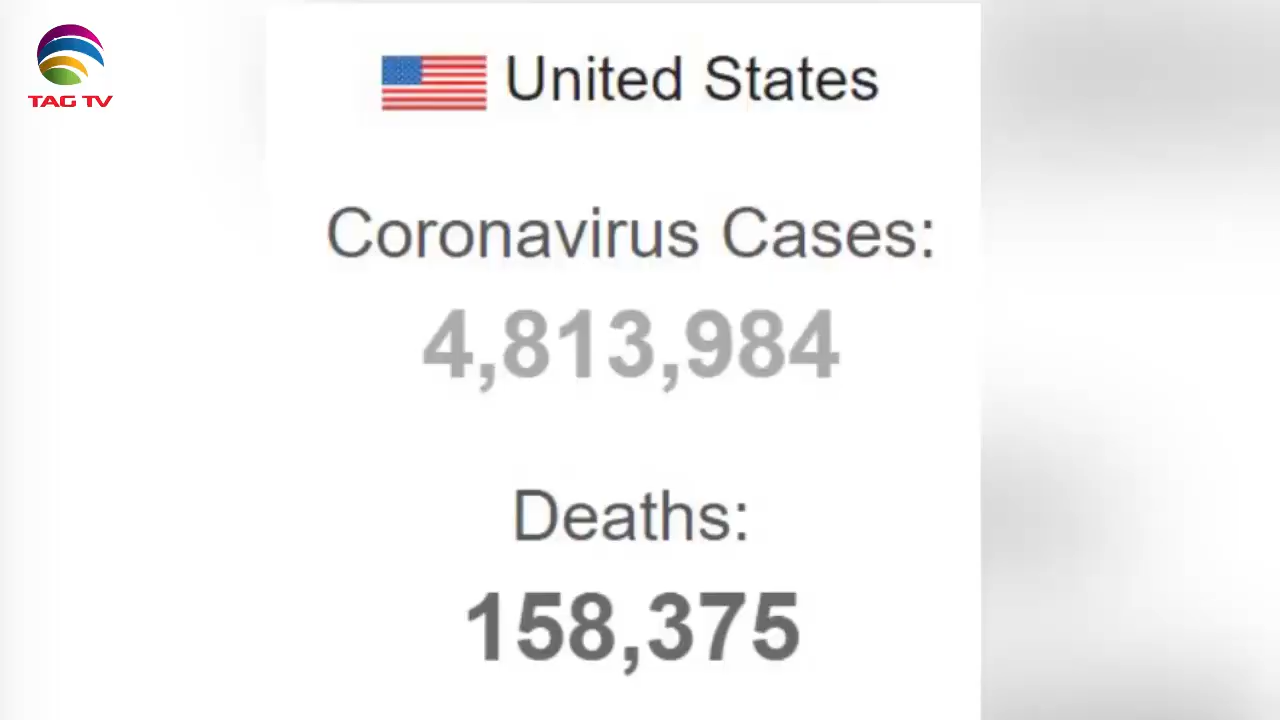 TAG TV
United States
Coronavirus Cases:
4,813,984
Deaths:
158,375